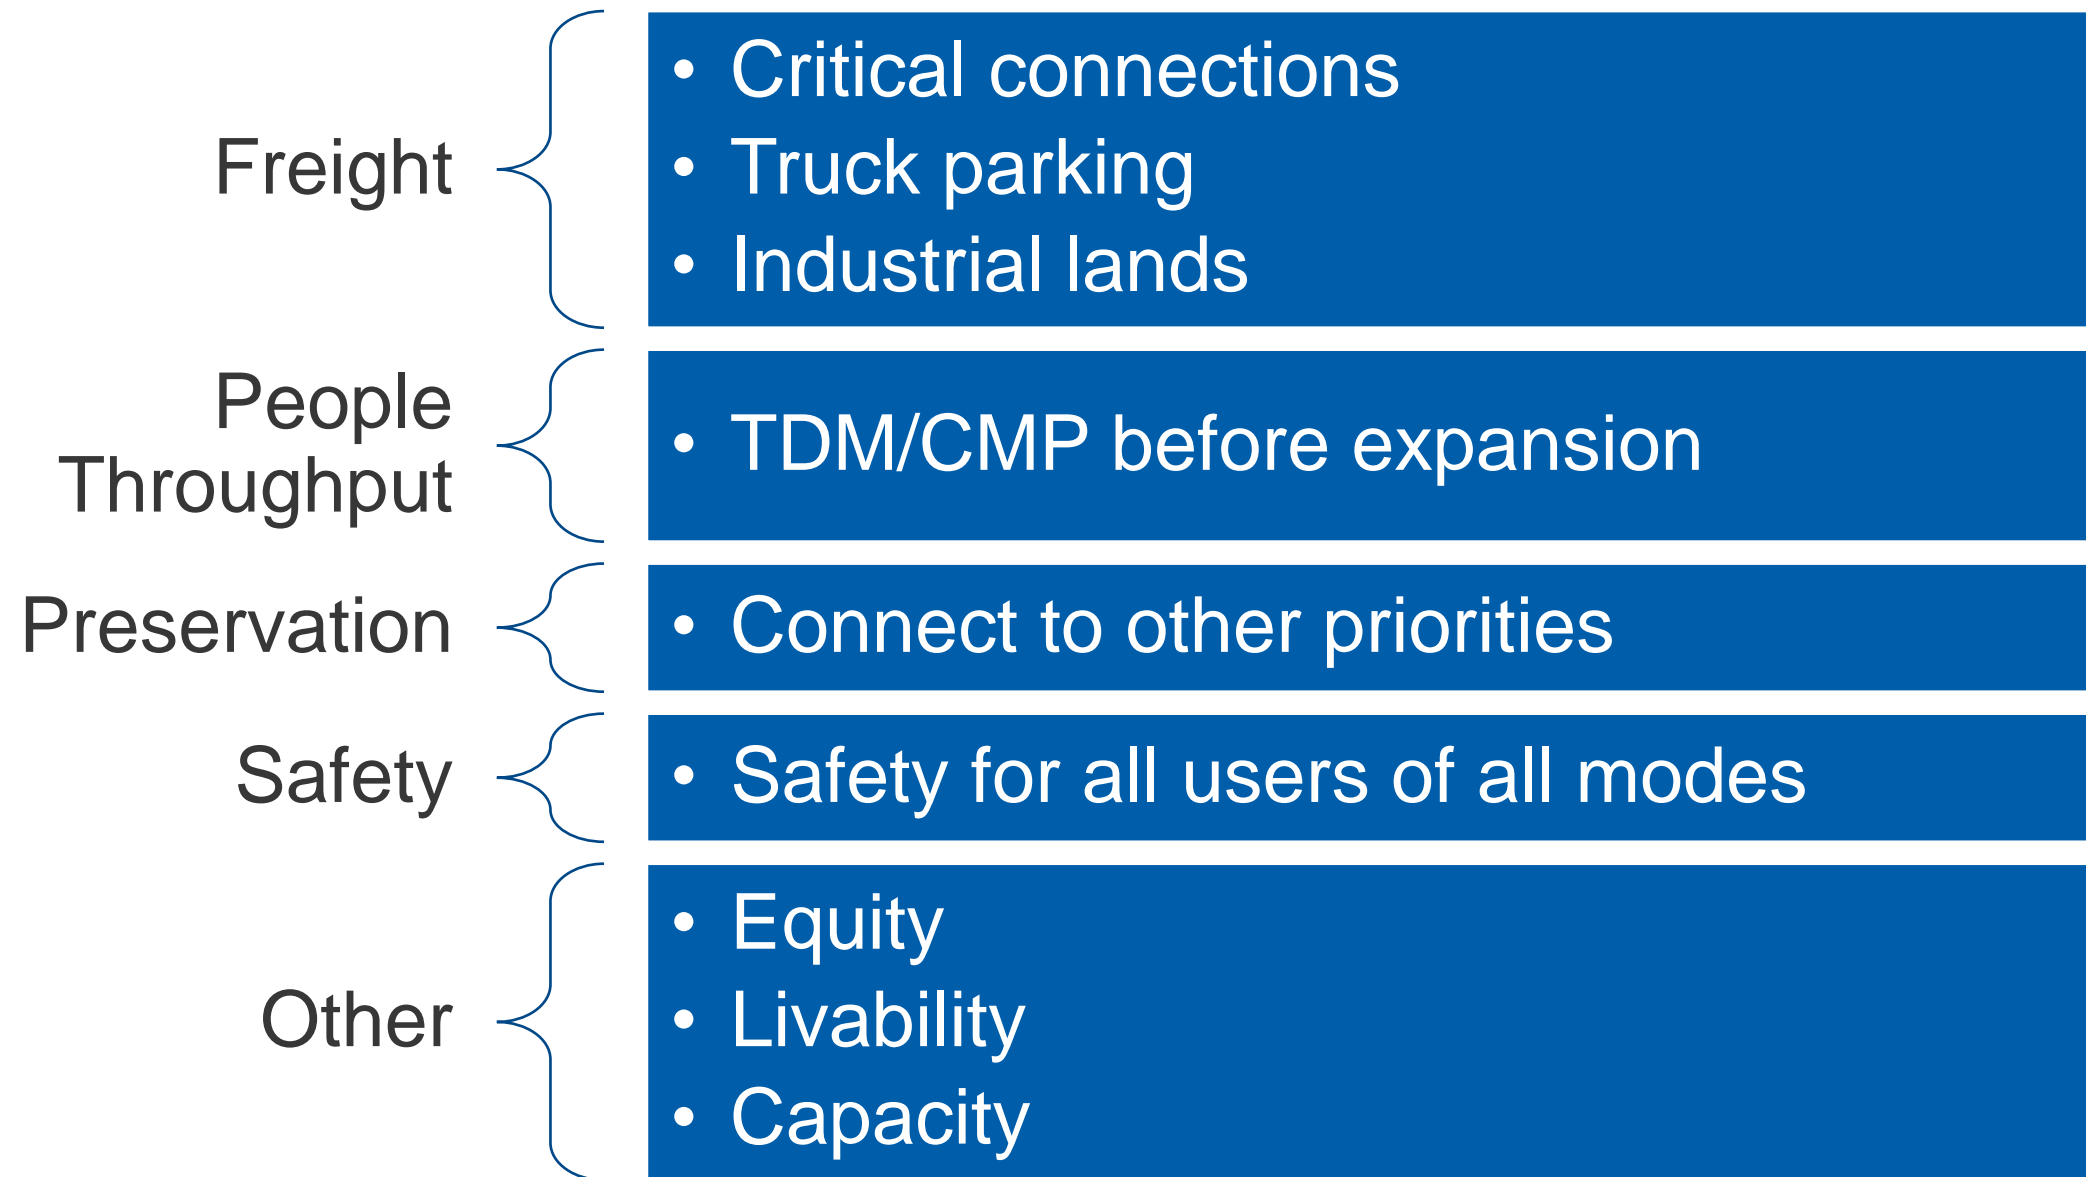 Freight
• Critical connections
• Truck parking
• Industrial lands
People
Throughput
• TDM/CMP before expansion
Preservation
• Connect to other priorities
Safety
• Safety for all users of all modes
Other
• Equity
• Livability
• Capacity